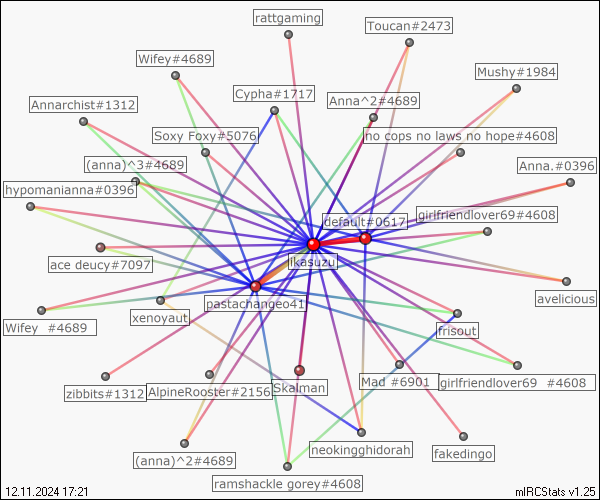 rattgaming
Toucan#2473
Wifey#4689
Mushy#1984
Cypha#1717
Anna^2#4689
Annarchist#1312
Soxy Foxy#5076
no cops no laws no hope#4608
(anna)^3#4689
Anna.#0396
hypomanianna#0396
default#0617
girlfriendlover69#4608
ikasuzu
ace deucy#7097
pastachangeo41
avelicious
Wifey #4689
xenoyaut
frisout
zibbits#1312
AlpineRooster#2156
Skalman
Mad #6901
girlfriendlover69 #4608
(anna)^2#4689
neokingghidorah
fakedingo
ramshackle gorey#4608
12.11.2024 17:21
mIRCStats v1.25